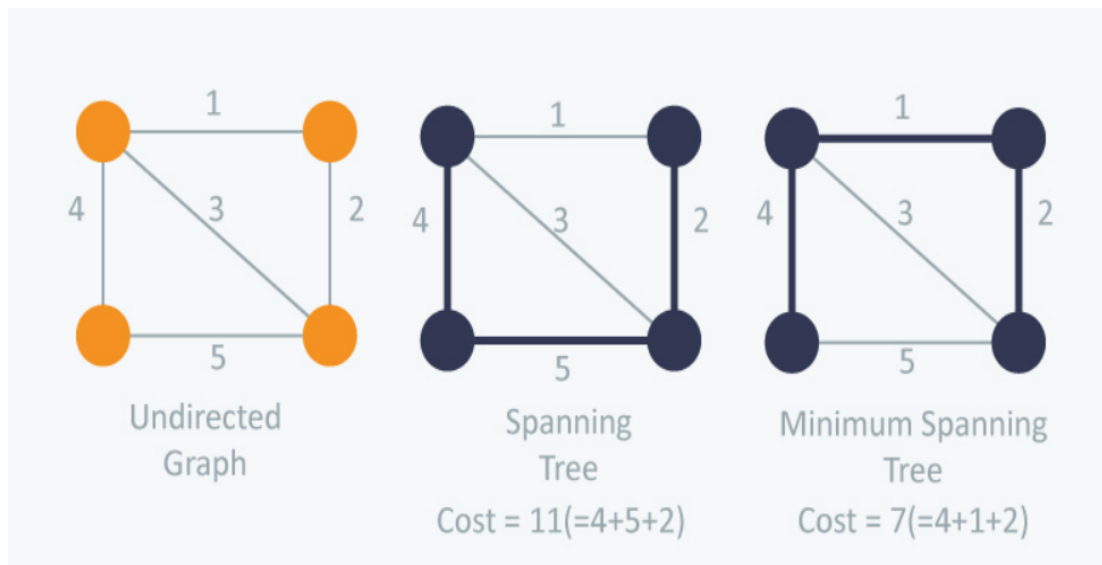 1
4
3
2
5
Undirected
Graph
1
4
3
2
5
Spanning
Tree
Cost = 11(=4+5+2)
1
4
3
2
5
Minimum Spanning
Tree
Cost = 7(=4+1+2)